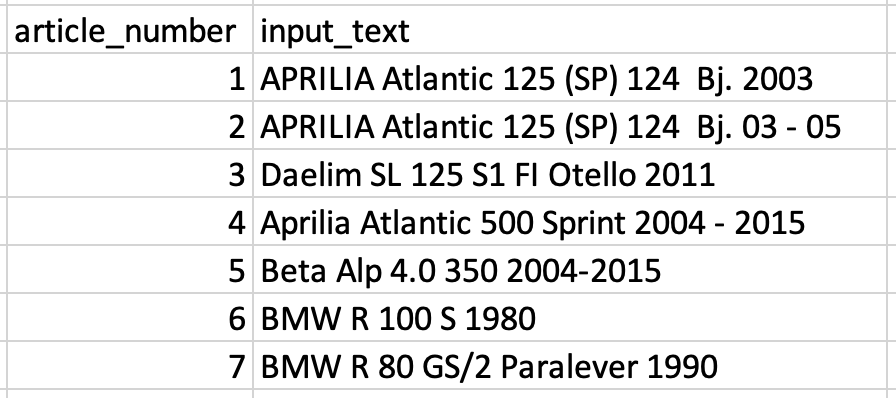 article_number input_text
1 APRILIA Atlantic 125 (SP) 124  Bj. 2003
2 APRILIA Atlantic 125 (SP) 124  Bj. 03 - 05
3 Daelim SL 125 S1 FI Otello 2011
4 Aprilia Atlantic 500 Sprint 2004 - 2015
5 Beta Alp 4.0 350 2004-2015
6 BMW R 100 S 1980
7 BMW R 80 GS/2 Paralever 1990